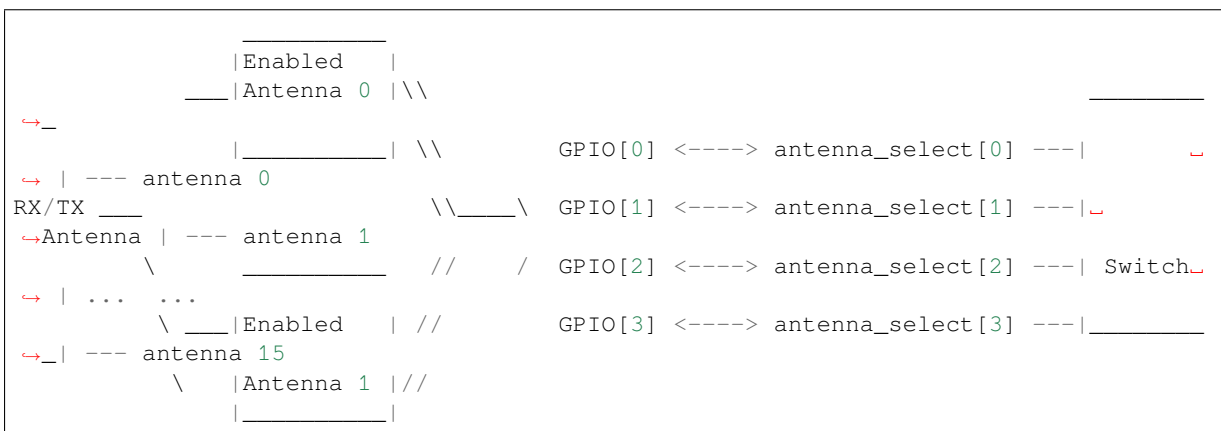 __________
               |Enabled   |
            ___|Antenna 0 |\\                                              ________
↪_
               |__________| \\        GPIO[0] <----> antenna_select[0] ---|        ␣
↪ | --- antenna 0
RX/TX ___                    \\____\  GPIO[1] <----> antenna_select[1] ---|␣
↪Antenna | --- antenna 1
         \      __________   //    /  GPIO[2] <----> antenna_select[2] ---| Switch␣
↪ | ...  ...
          \ ___|Enabled   | //        GPIO[3] <----> antenna_select[3] ---|________
↪_| --- antenna 15
           \   |Antenna 1 |//
               |__________|